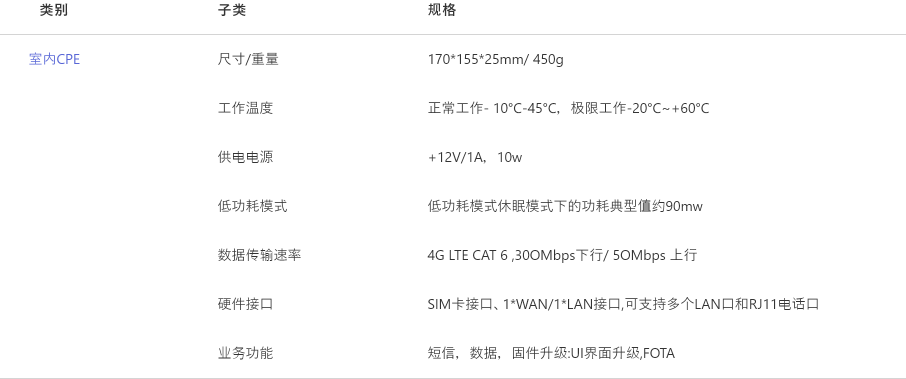 类别 子类 规格
室内CPE 尺寸/重量 170*155*25mm/ 450g
工作温度 正常工作- 10°C-45°C，极限工作-20°C~+60°C
供电电源 +12V/1A，10w
低功耗模式 低功耗模式休眠模式下的功耗典型值约90mw
数据传输速率 4G LTE CAT 6 ,30OMbps下行/ 5OMbps 上行
硬件接口 SIM卡接口、1*WAN/1*LAN接口,可支持多个LAN口和RJ11电话口
业务功能 短信，数据，固件升级:UI界面升级,FOTA